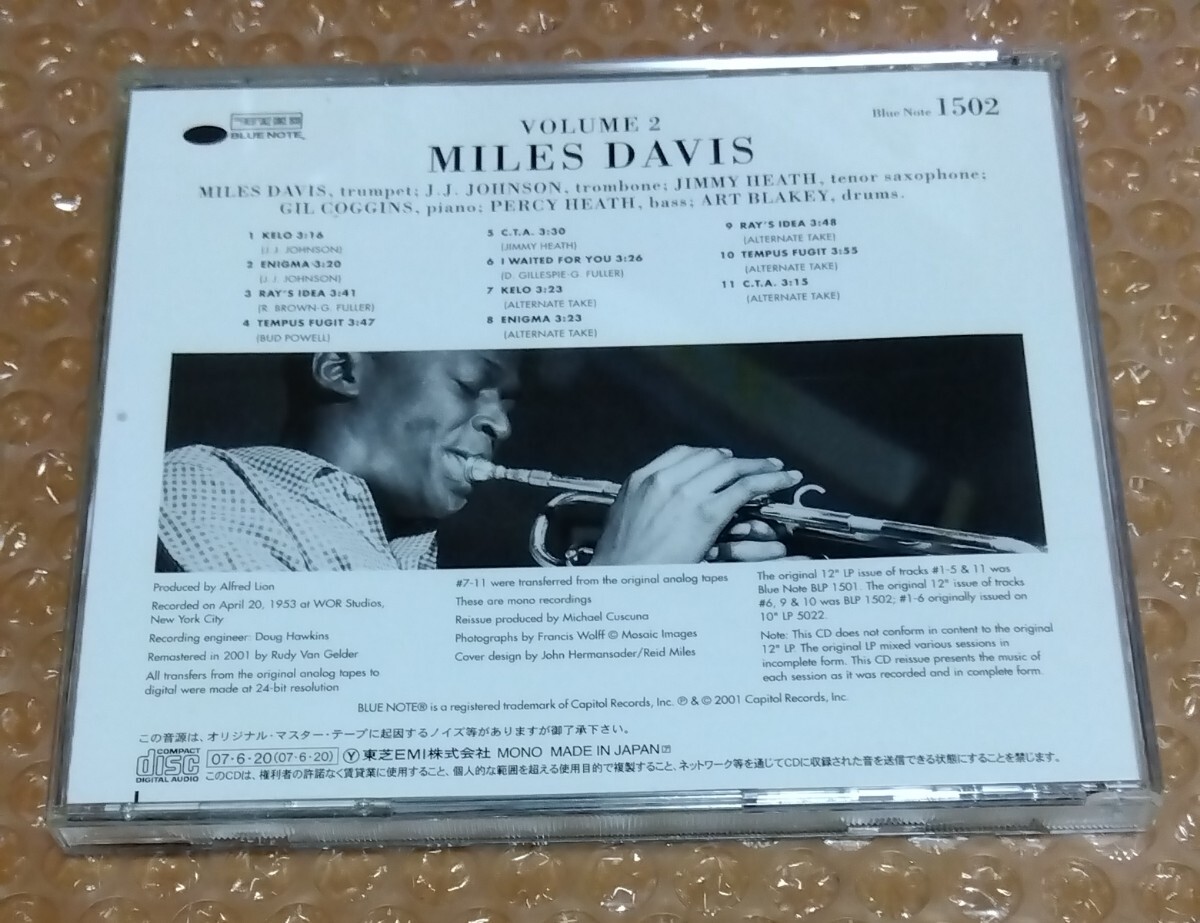 BLUE NOTE
Blue Note 1502
VOLUME 2
MILES DAVIS
MILES DAVIS, trumpet; J.J. JOHNSON, trombone; JIMMY HEATH, tenor saxophone;
GIL COGGINS, piano; PERCY HEATH, bass; ART BLAKEY, drums.
1 KELO 3:16
(J.J. JOHNSON)
2 ENIGMA 3:20
(J.J. JOHNSON)
3 RAY'S IDEA 3:41
(R. BROWN-G. FULLER)
4 TEMPUS FUGIT 3:47
(BUD POWELL)
5 C.T.A. 3:30
(JIMMY HEATH)
6 I WAITED FOR YOU 3:26
(D. GILLESPIE-G. FULLER)
7 KELO 3:23
(ALTERNATE TAKE)
8 ENIGMA 3:23
(ALTERNATE TAKE)
9 RAY'S IDEA 3:48
(ALTERNATE TAKE)
10 TEMPUS FUGIT 3:55
(ALTERNATE TAKE)
11 C.T.A. 3:15
(ALTERNATE TAKE)
Produced by Alfred Lion
Recorded on April 20, 1953 at WOR Studios,
New York City
Recording engineer: Doug Hawkins
Remastered in 2001 by Rudy Van Gelder
All transfers from the original analog tapes to
digital were made at 24-bit resolution
#7-11 were transferred from the original analog tapes
These are mono recordings
Reissue produced by Michael Cuscuna
Photographs by Francis Wolff © Mosaic Images
Cover design by John Hermansader/Reid Miles
The original 12" LP issue of tracks #1-5 & 11 was
Blue Note BLP 1501. The original 12" issue of tracks
#6, 9 & 10 was BLP 1502; #1-6 originally issued on
10" LP 5022.
Note: This CD does not conform in content to the original
12" LP. The original LP mixed various sessions in
incomplete form. This CD reissue presents the music of
each session as it was recorded and in complete form.
BLUE NOTE® is a registered trademark of Capitol Records, Inc. ℗ & © 2001 Capitol Records, Inc.
この音源は、オリジナル・マスター・テープに起因するノイズ等がありますが御了承下さい。
COMPACT disc DIGITAL AUDIO
07・6・20(07・6・20) Ⓨ東芝EMI株式会社 MONO MADE IN JAPAN
このCDは、権利者の許諾なく賃貸業に使用すること、個人的な範囲を超える使用目的で複製すること、ネットワーク等を通じてCDに収録された音を送信できる状態にすることを禁じます。